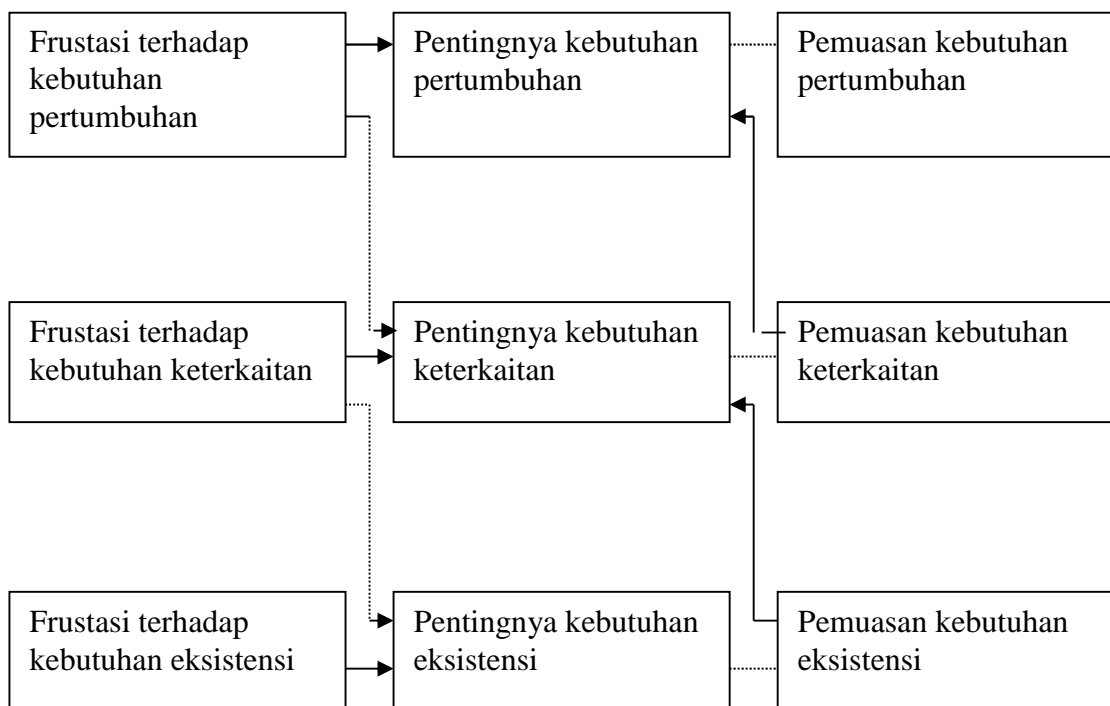 Frustasi terhadap
kebutuhan
pertumbuhan
Pentingnya kebutuhan
pertumbuhan
Pemuasan kebutuhan
pertumbuhan
Frustasi terhadap
kebutuhan keterkaitan
Pentingnya kebutuhan
keterkaitan
Pemuasan kebutuhan
keterkaitan
Frustasi terhadap
kebutuhan eksistensi
Pentingnya kebutuhan
eksistensi
Pemuasan kebutuhan
eksistensi